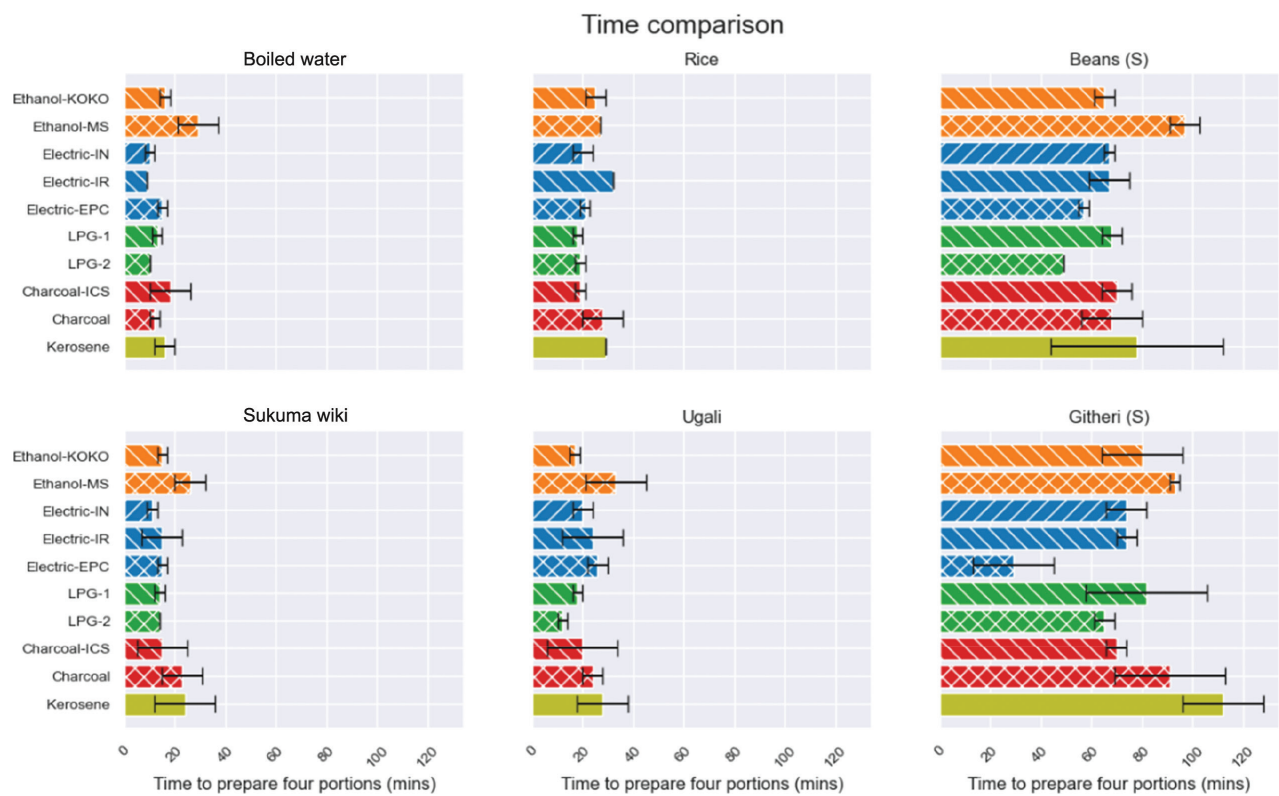 Time comparison
Boiled water
Rice
Beans (S)
Ethanol-KOKO
Ethanol-MS
Electric-IN
Electric-IR
Electric-EPC
LPG-1
LPG-2
Charcoal-ICS
Charcoal
Kerosene
Sukuma wiki
Ugali
Githeri (S)
Ethanol-KOKO
Ethanol-MS
Electric-IN
Electric-IR
Electric-EPC
LPG-1
LPG-2
Charcoal-ICS
Charcoal
Kerosene
0 20 40 60 80 100 120
0 20 40 60 80 100 120
0 20 40 60 80 100 120
Time to prepare four portions (mins)
Time to prepare four portions (mins)
Time to prepare four portions (mins)